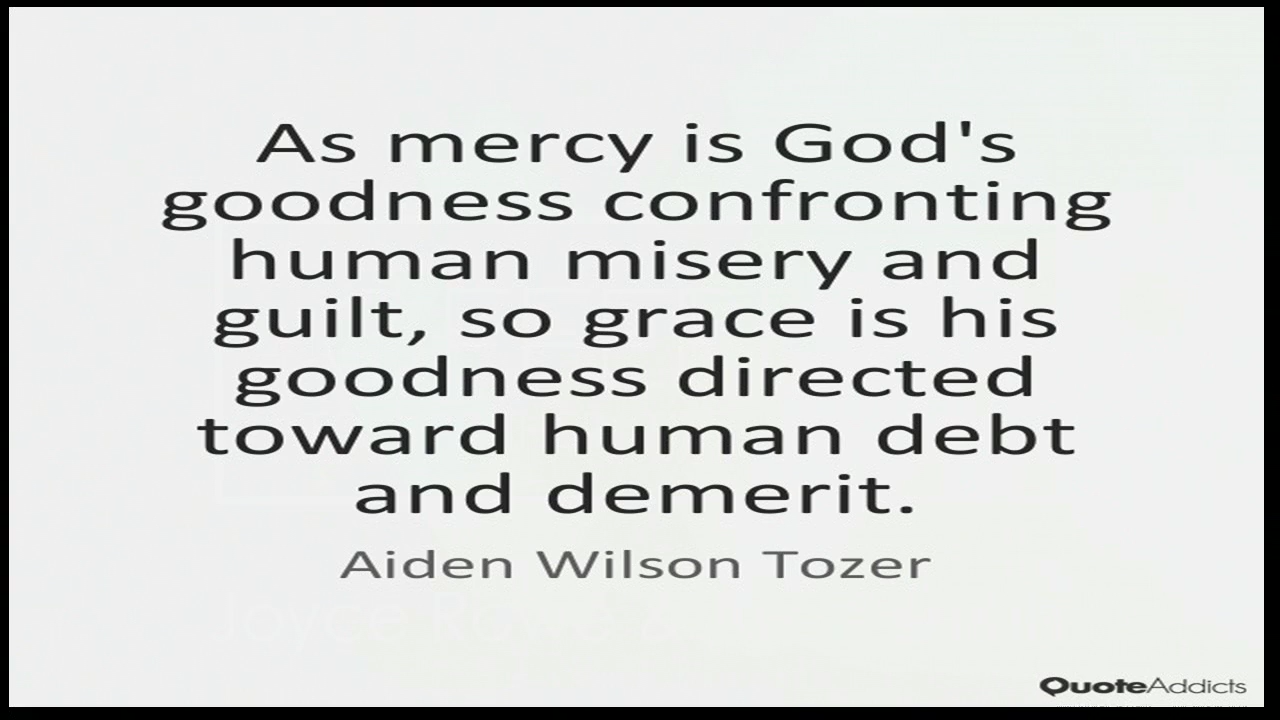 As mercy is God's
goodness confronting
human misery and
guilt, so grace is his
goodness directed
toward human debt
and demerit.
Aiden Wilson Tozer
Joyce
QuoteAddicts